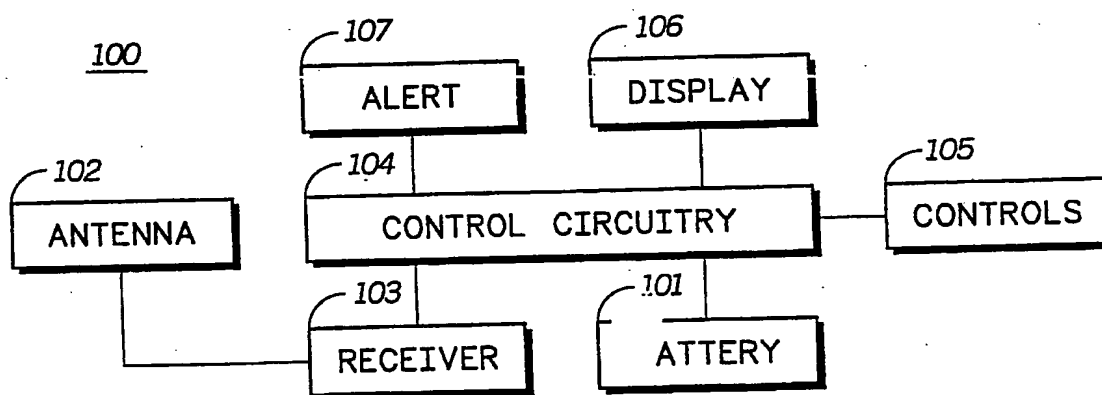 100
107
ALERT
106
DISPLAY
102
ANTENNA
104
CONTROL CIRCUITRY
105
CONTROLS
103
RECEIVER
101
ATTERY